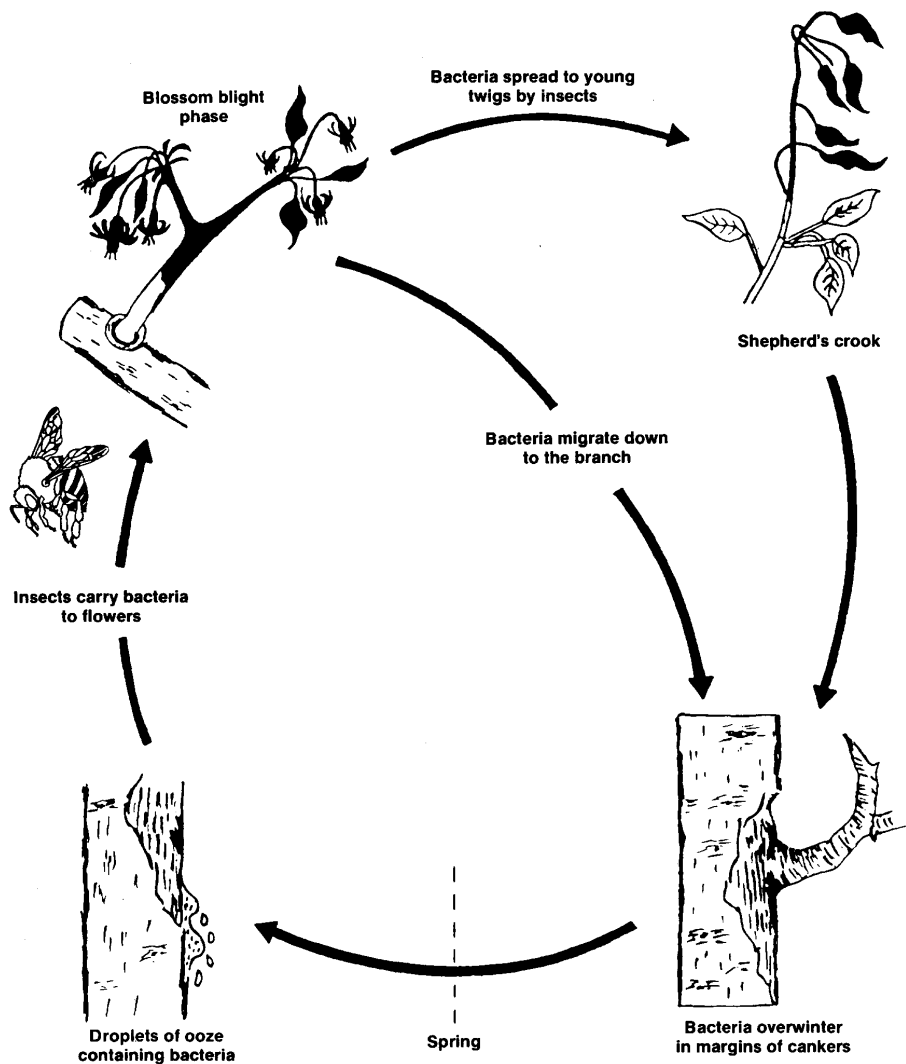 Bacteria spread to young
twigs by insects
Blossom blight
phase
Shepherd's crook
Bacteria migrate down
to the branch
Insects carry bacteria
to flowers
Droplets of ooze
containing bacteria
Spring
Bacteria overwinter
in margins of cankers